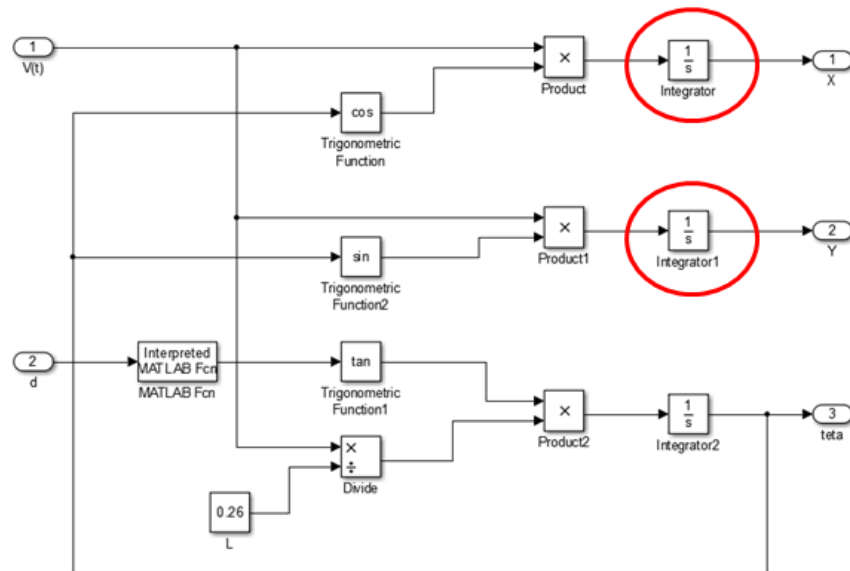 1
V(t)
×
Product
1
s
Integrator
1
X
cos
Trigonometric
Function
×
Product1
1
s
Integrator1
2
Y
sin
Trigonometric
Function2
2
d
Interpreted
MATLAB Fcn
MATLAB Fcn
tan
Trigonometric
Function1
×
Product2
1
s
Integrator2
3
teta
×
÷
Divide
0.26
L